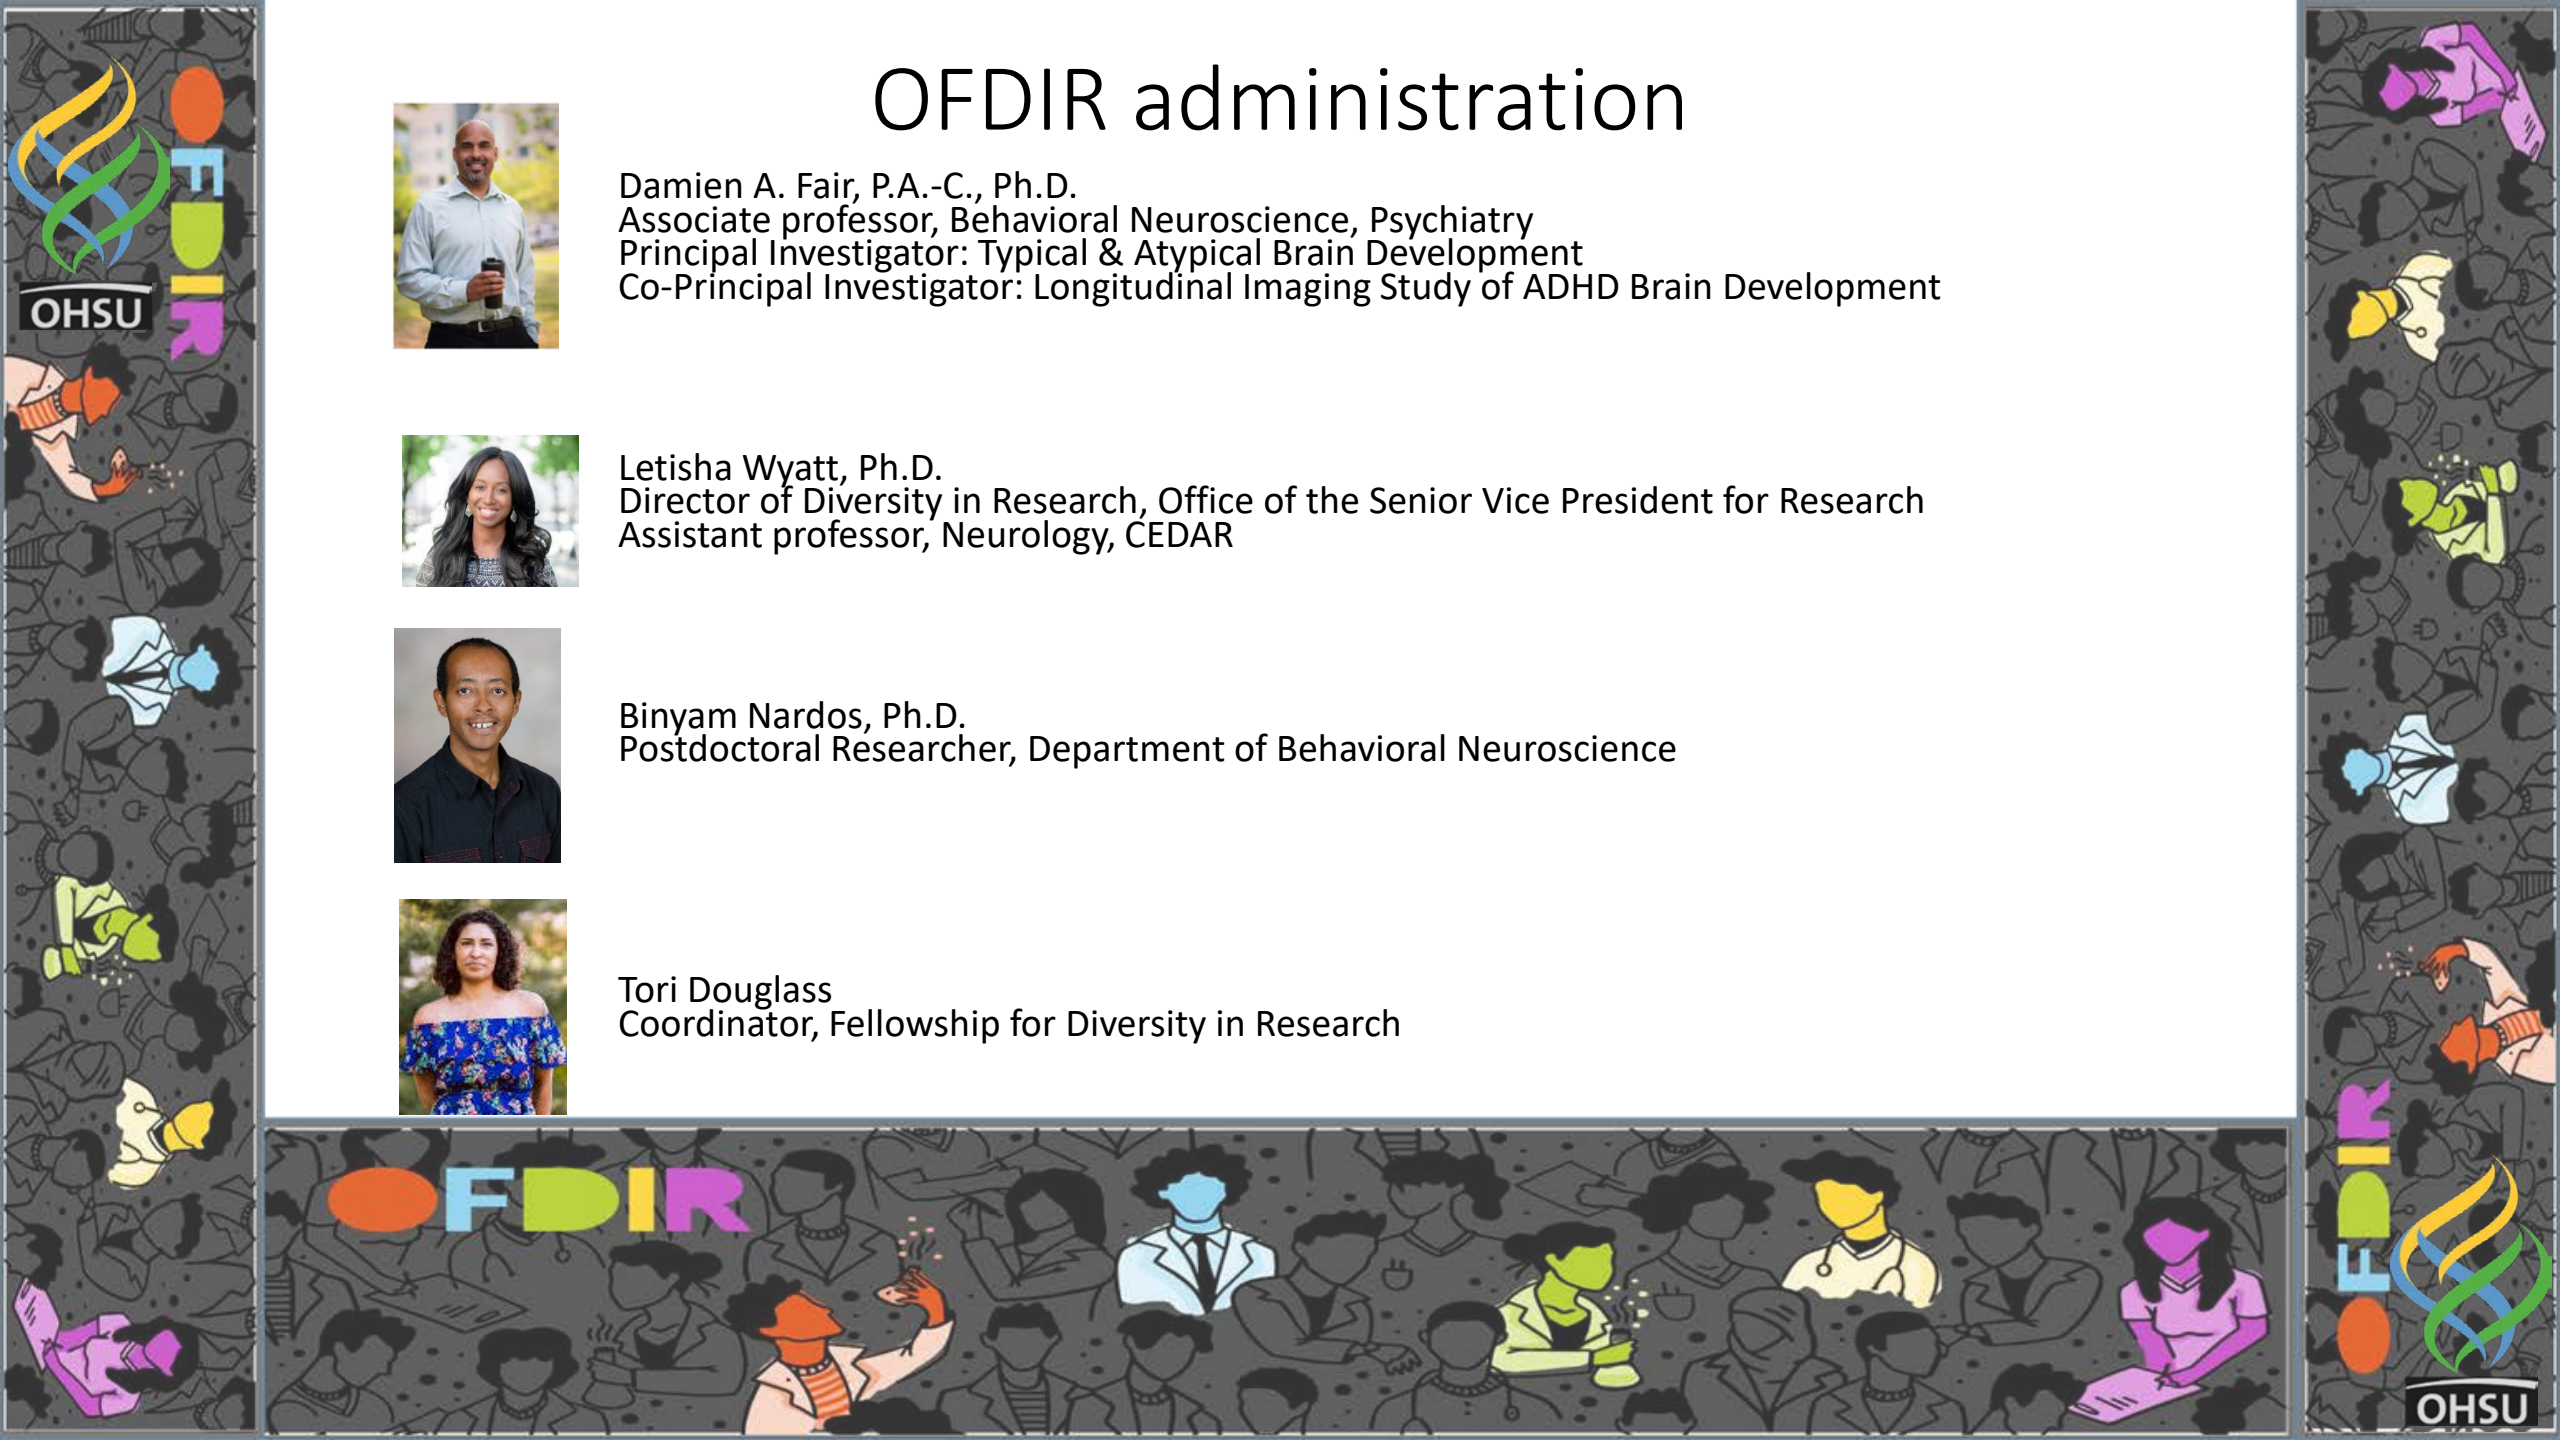 OFDIR administration
OFDIR
OHSU
Damien A. Fair, P.A.-C., Ph.D.
Associate professor, Behavioral Neuroscience, Psychiatry
Principal Investigator: Typical & Atypical Brain Development
Co-Principal Investigator: Longitudinal Imaging Study of ADHD Brain Development
Letisha Wyatt, Ph.D.
Director of Diversity in Research, Office of the Senior Vice President for Research
Assistant professor, Neurology, CEDAR
Binyam Nardos, Ph.D.
Postdoctoral Researcher, Department of Behavioral Neuroscience
Tori Douglass
Coordinator, Fellowship for Diversity in Research
OFDIR
OFDIR
OHSU